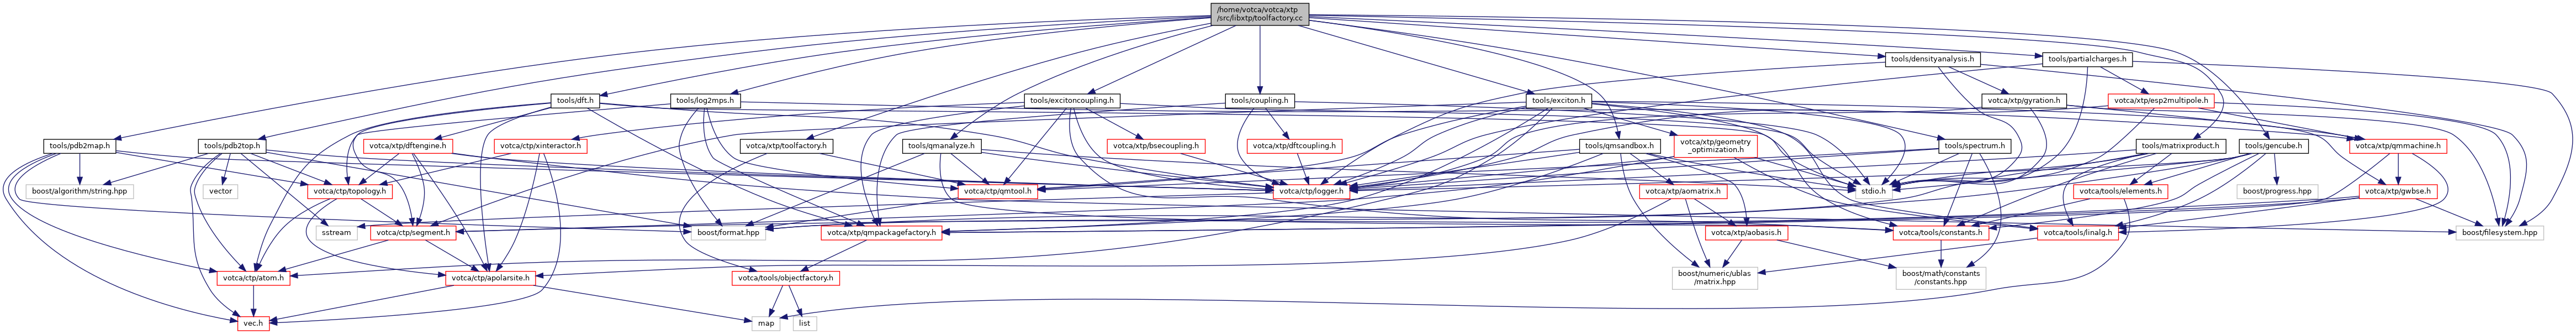 /home/votca/votca/xtp
/src/libxtp/toolfactory.cc
tools/densityanalysis.h
tools/partialcharges.h
tools/dft.h
tools/log2mps.h
tools/excitoncoupling.h
tools/coupling.h
tools/exciton.h
votca/xtp/gyration.h
votca/xtp/esp2multipole.h
tools/pdb2map.h
tools/pdb2top.h
votca/xtp/dftengine.h
votca/ctp/xinteractor.h
votca/xtp/toolfactory.h
tools/qmanalyze.h
votca/xtp/bsecoupling.h
votca/xtp/dftcoupling.h
tools/qmsandbox.h
votca/xtp/geometry
_optimization.h
tools/spectrum.h
tools/matrixproduct.h
tools/gencube.h
votca/xtp/qmmachine.h
boost/algorithm/string.hpp
vector
votca/ctp/topology.h
votca/ctp/qmtool.h
votca/ctp/logger.h
votca/xtp/aomatrix.h
stdio.h
votca/tools/elements.h
boost/progress.hpp
votca/xtp/gwbse.h
sstream
votca/ctp/segment.h
boost/format.hpp
votca/xtp/qmpackagefactory.h
votca/xtp/aobasis.h
votca/tools/constants.h
votca/tools/linalg.h
boost/filesystem.hpp
votca/ctp/atom.h
votca/ctp/apolarsite.h
votca/tools/objectfactory.h
boost/numeric/ublas
/matrix.hpp
boost/math/constants
/constants.hpp
vec.h
map
list